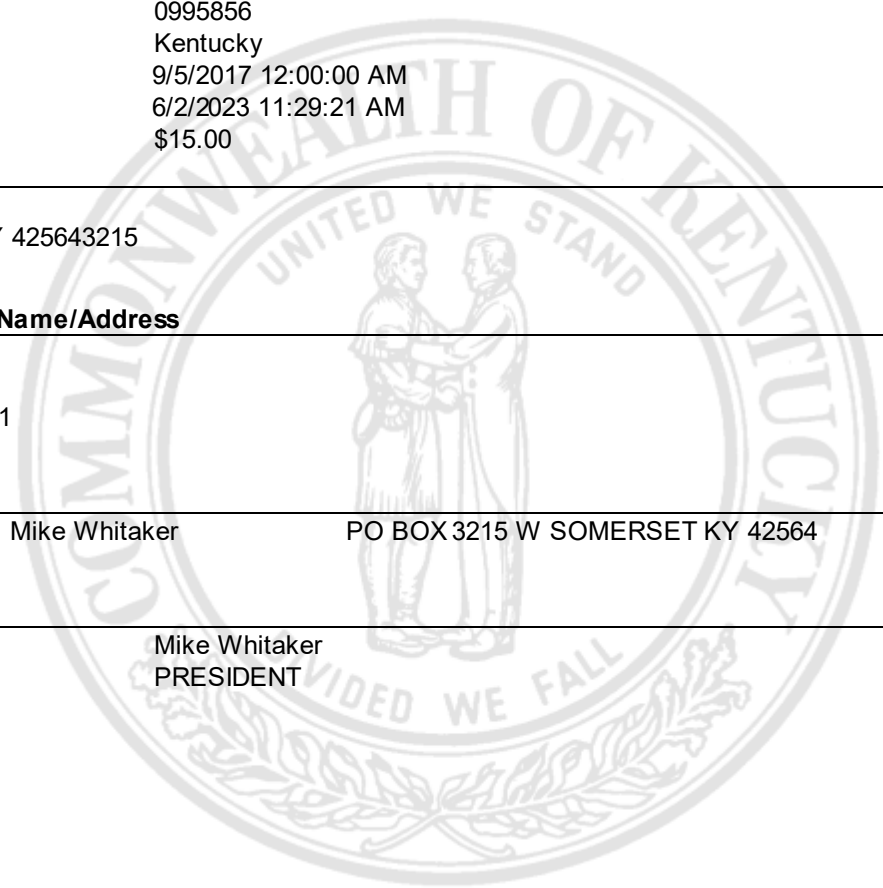 0995856
Kentucky
9/5/2017 12:00:00 AM
6/2/2023 11:29:21 AM
$15.00
425643215
Name/Address
1
Mike Whitaker PO BOX 3215 W SOMERSET KY 42564
Mike Whitaker
PRESIDENT
COMMONWEALTH OF KENTUCKY
UNITED WE STAND
DIVIDED WE FALL